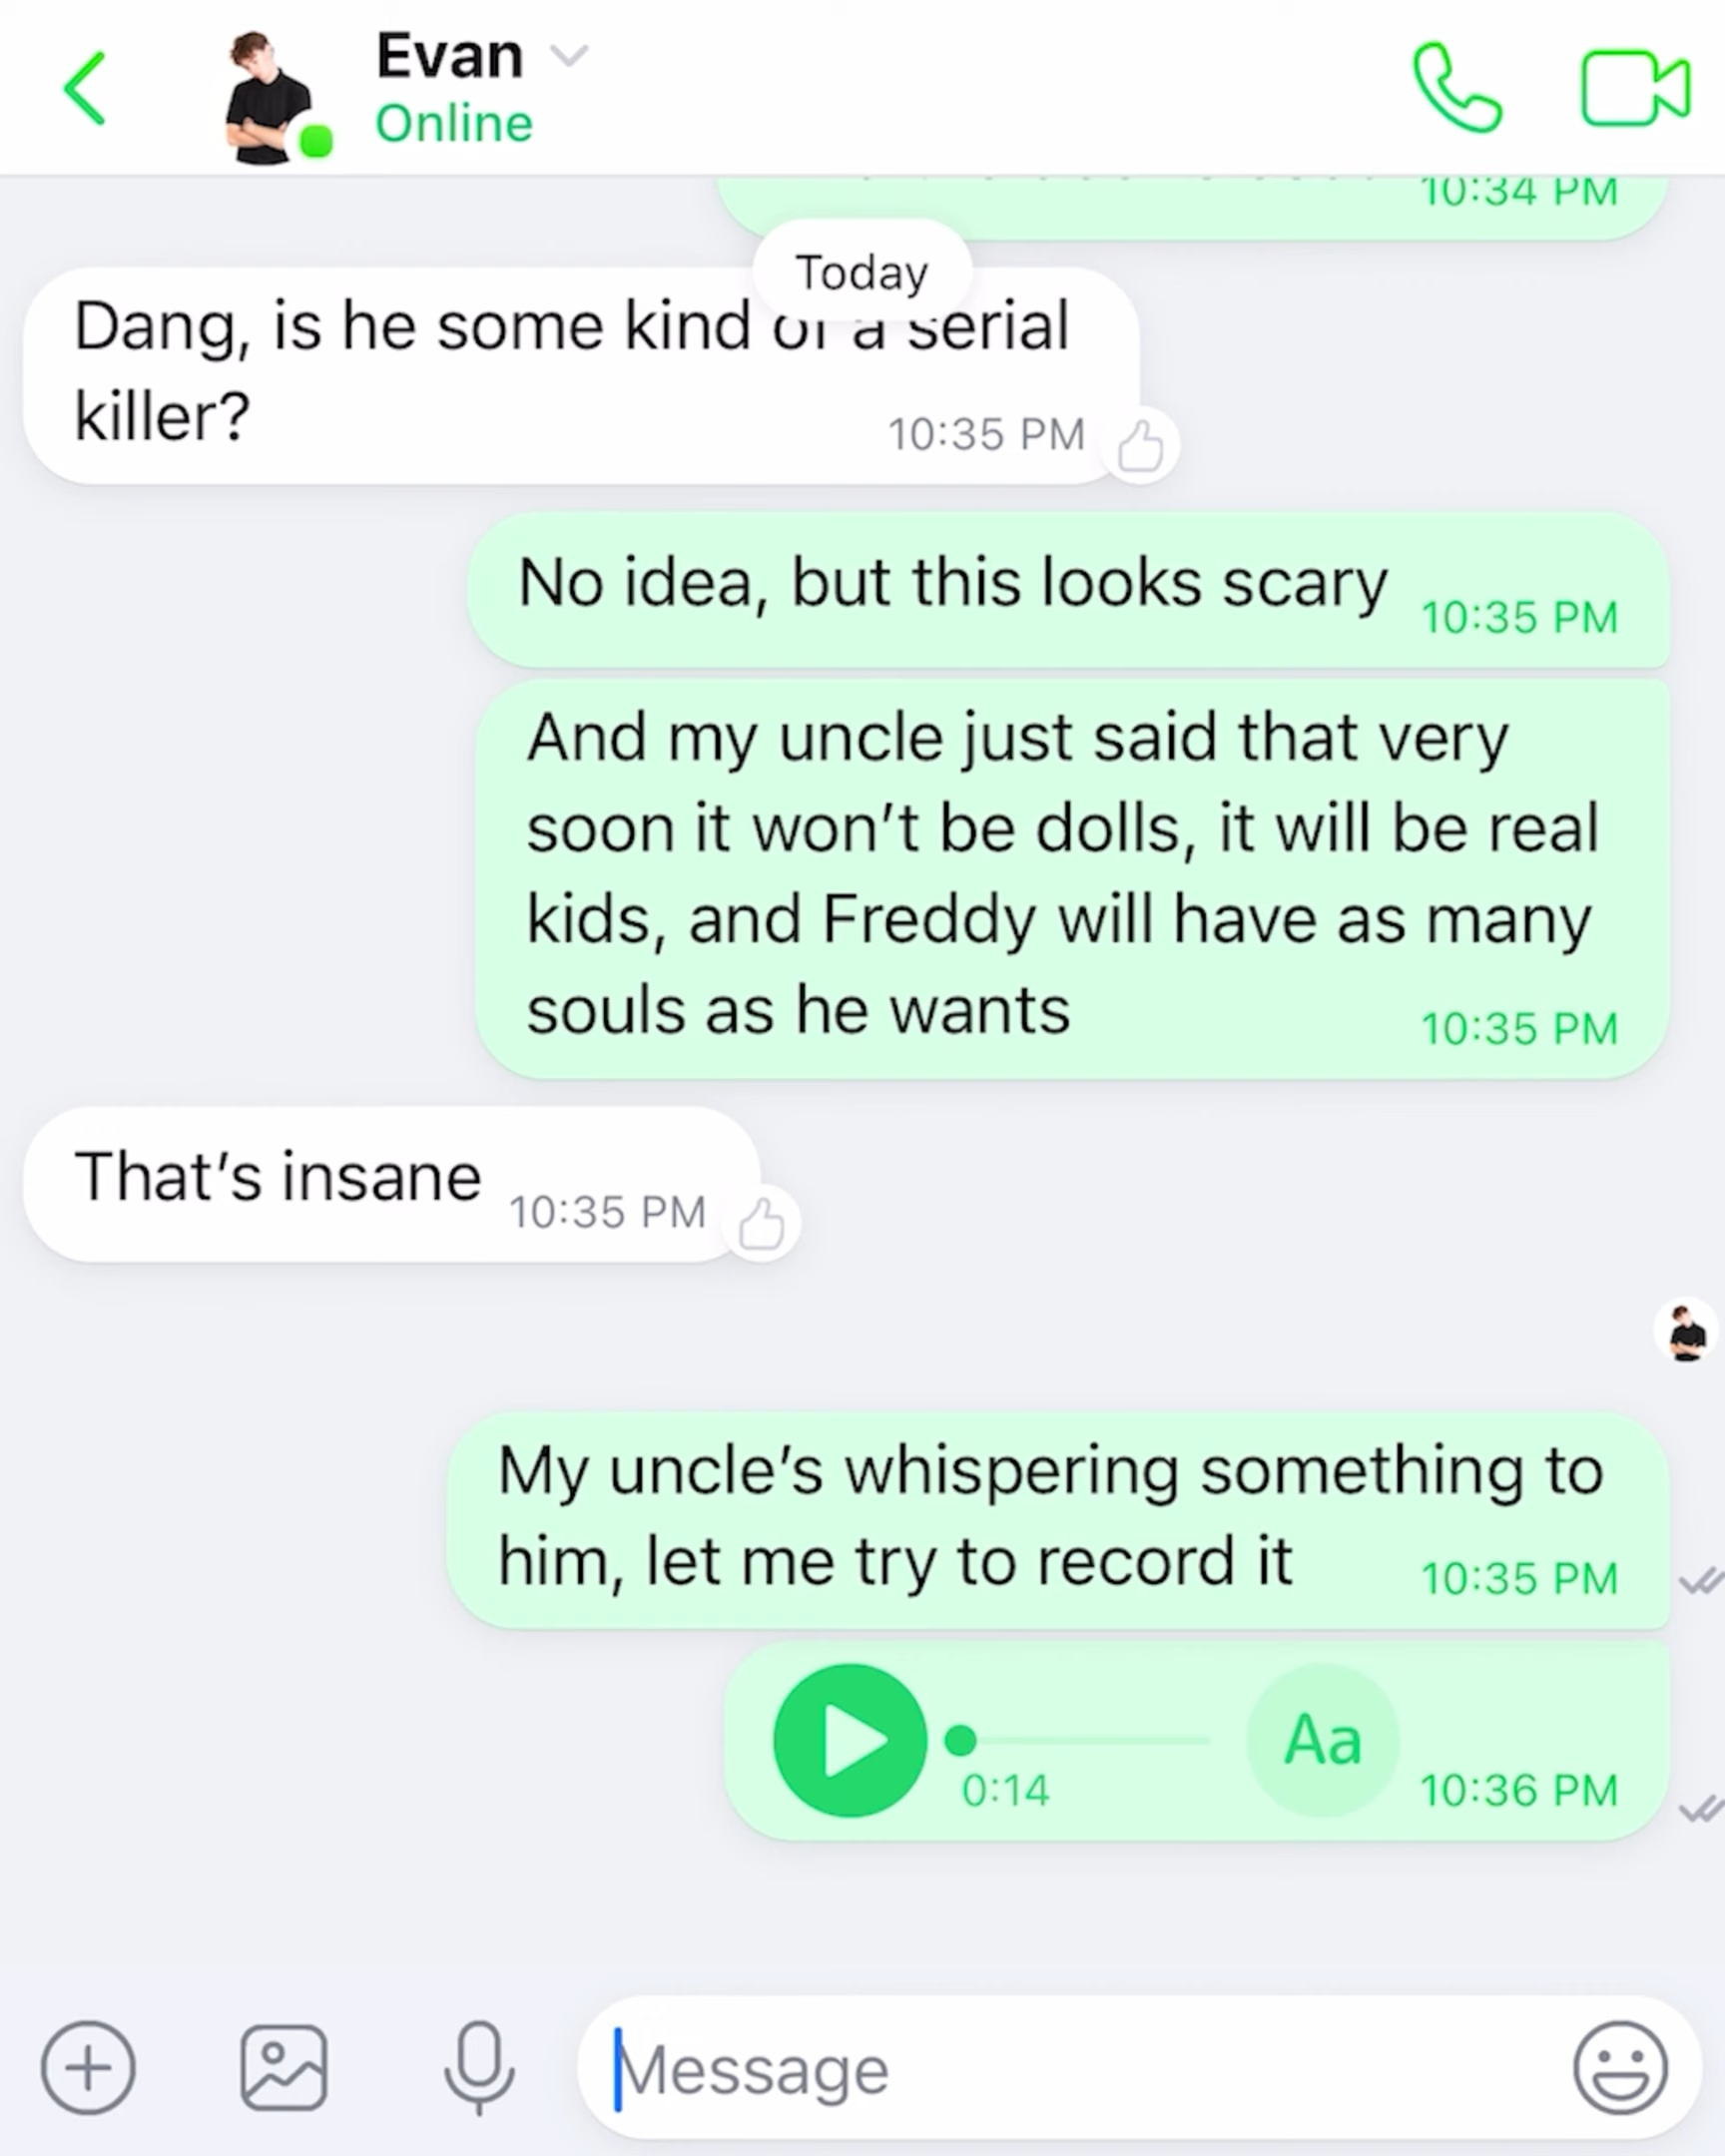 Evan
Online
10:34 PM
Today
Dang, is he some kind of a serial
killer?
10:35 PM
No idea, but this looks scary
10:35 PM
And my uncle just said that very
soon it won't be dolls, it will be real
kids, and Freddy will have as many
souls as he wants
10:35 PM
That's insane
10:35 PM
My uncle's whispering something to
him, let me try to record it
10:35 PM
0:14
Aa
10:36 PM
Message